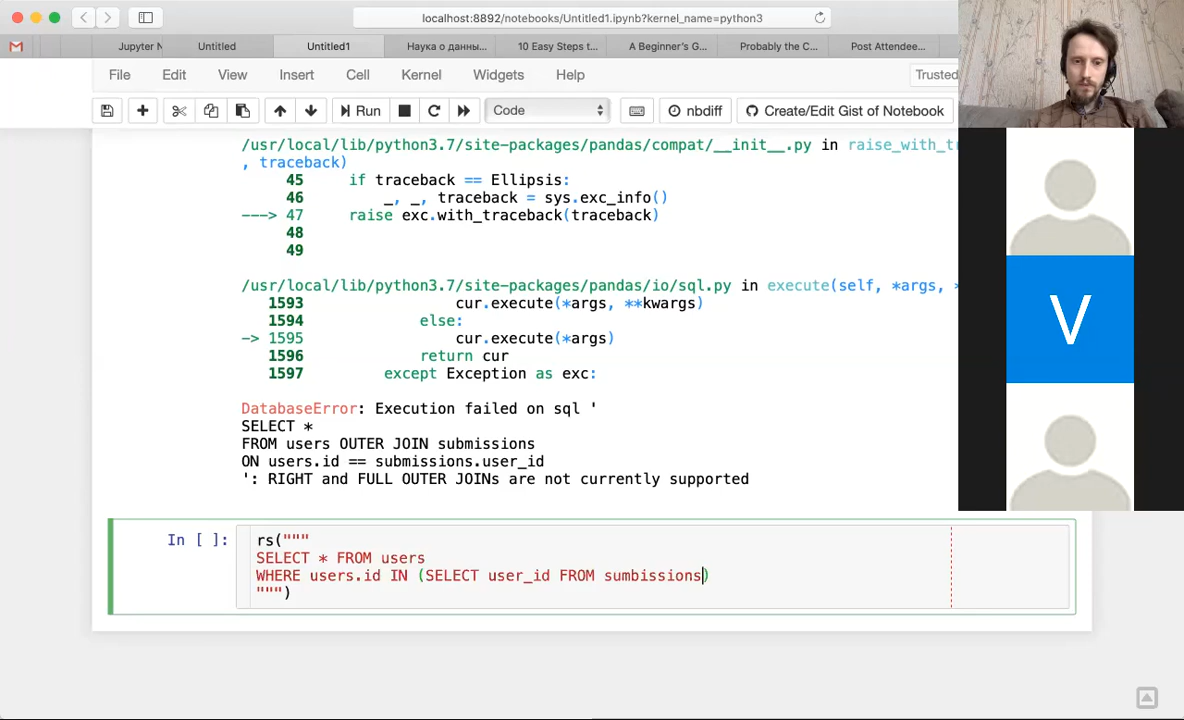 localhost:8892/notebooks/Untitled1.ipynb?kernel_name=python3
Jupyter N Untitled Untitled1 Наука о данны... 10 Easy Steps t... A Beginner's G... Probably the C... Post Attendee...
File Edit View Insert Cell Kernel Widgets Help Trusted
Run Code nbdiff Create/Edit Gist of Notebook
/usr/local/lib/python3.7/site-packages/pandas/compat/__init__.py in raise_with_tr
, traceback)
45 if traceback == Ellipsis:
46 _, _, traceback = sys.exc_info()
---> 47 raise exc.with_traceback(traceback)
48
49
/usr/local/lib/python3.7/site-packages/pandas/io/sql.py in execute(self, *args, *
1593 cur.execute(*args, **kwargs)
1594 else:
-> 1595 cur.execute(*args)
1596 return cur
1597 except Exception as exc:
DatabaseError: Execution failed on sql '
SELECT *
FROM users OUTER JOIN submissions
ON users.id == submissions.user_id
': RIGHT and FULL OUTER JOINs are not currently supported
In [ ]: rs("""
SELECT * FROM users
WHERE users.id IN (SELECT user_id FROM sumbissions)
""")
V